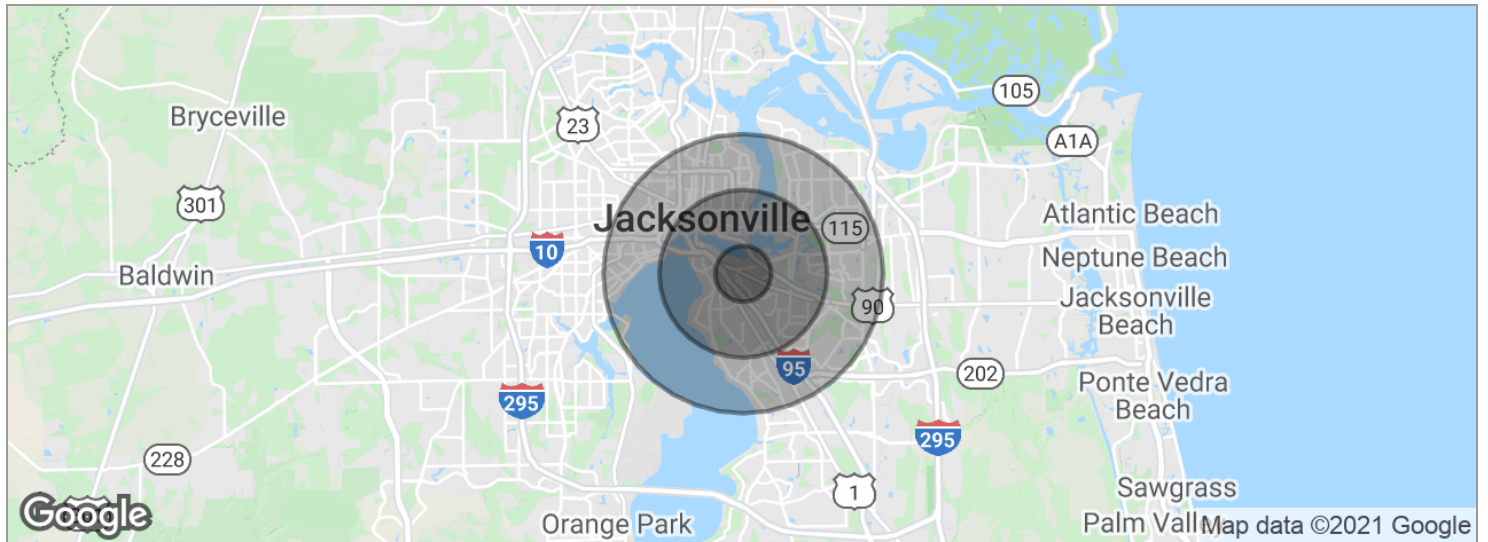 105
Bryceville
23
A1A
301
Jacksonville
115
Atlantic Beach
10
Neptune Beach
Baldwin
Jacksonville
Beach
90
95
202
Ponte Vedra
Beach
295
295
228
1
Sawgrass
Google
Orange Park
Palm Valley
Map data ©2021 Google